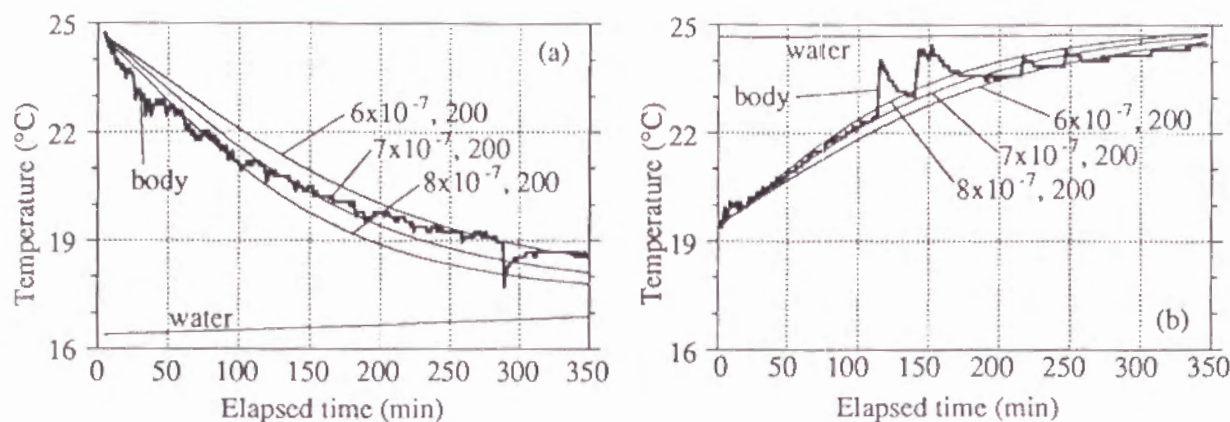 Temperature (°C)
25
22
19
16
(a)
6x10⁻⁷, 200
7x10⁻⁷, 200
8x10⁻⁷, 200
body
water
0 50 100 150 200 250 300 350
Elapsed time (min)
Temperature (°C)
25
22
19
16
water
body
6x10⁻⁷, 200
7x10⁻⁷, 200
8x10⁻⁷, 200
(b)
0 50 100 150 200 250 300 350
Elapsed time (min)